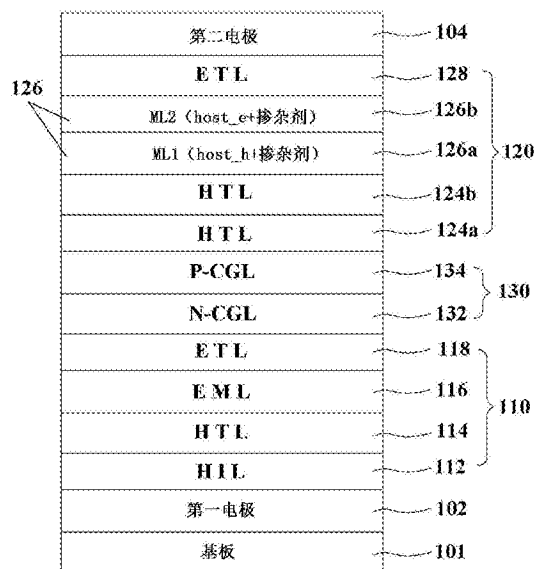 第二电极 104
126 ETL 128
ML2（host_e+掺杂剂） 126b
ML1（host_h+掺杂剂） 126a 120
HTL 124b
HTL 124a
P-CGL 134
130
N-CGL 132
ETL 118
EML 116
110
HTL 114
HIL 112
第一电极 102
基板 101